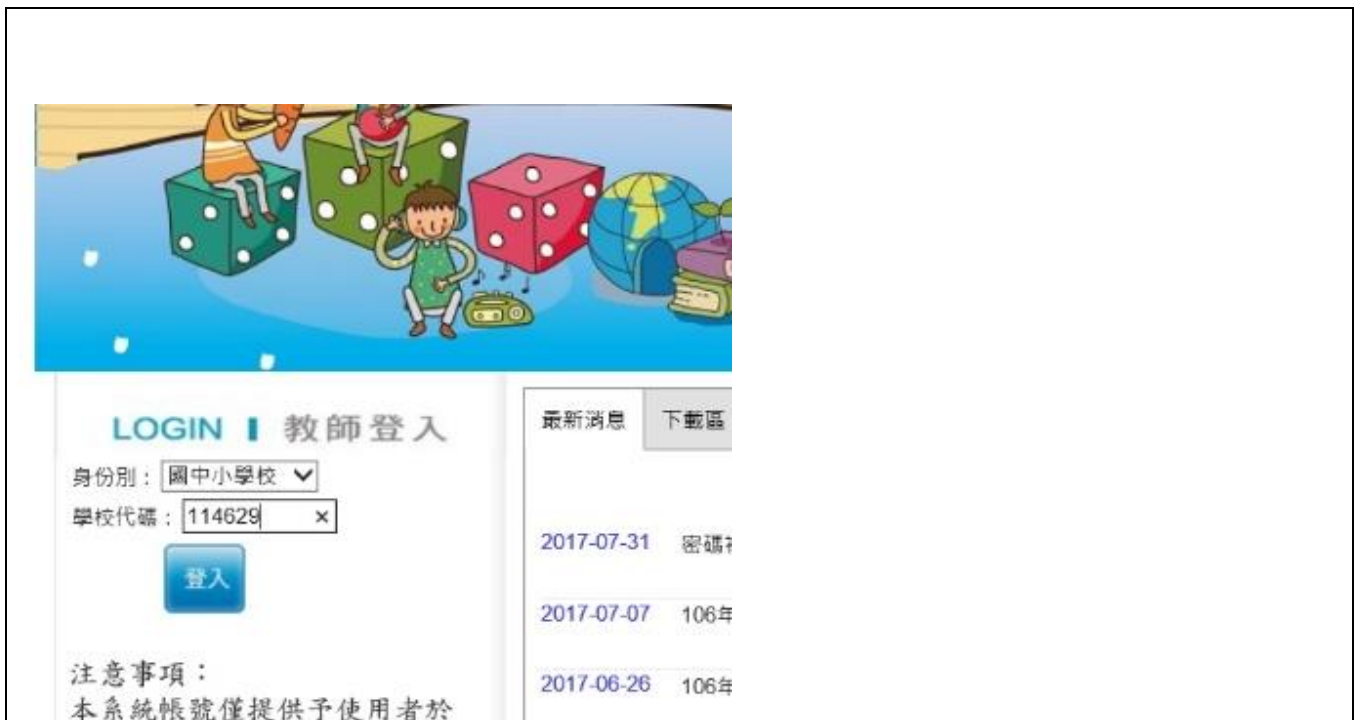 LOGIN 教師登入
身份別：國中小學校
學校代碼：114629 ×
登入
注意事項：
本系統帳號僅提供予使用者於
最新消息 下載區
2017-07-31 密碼
2017-07-07 106年
2017-06-26 106年